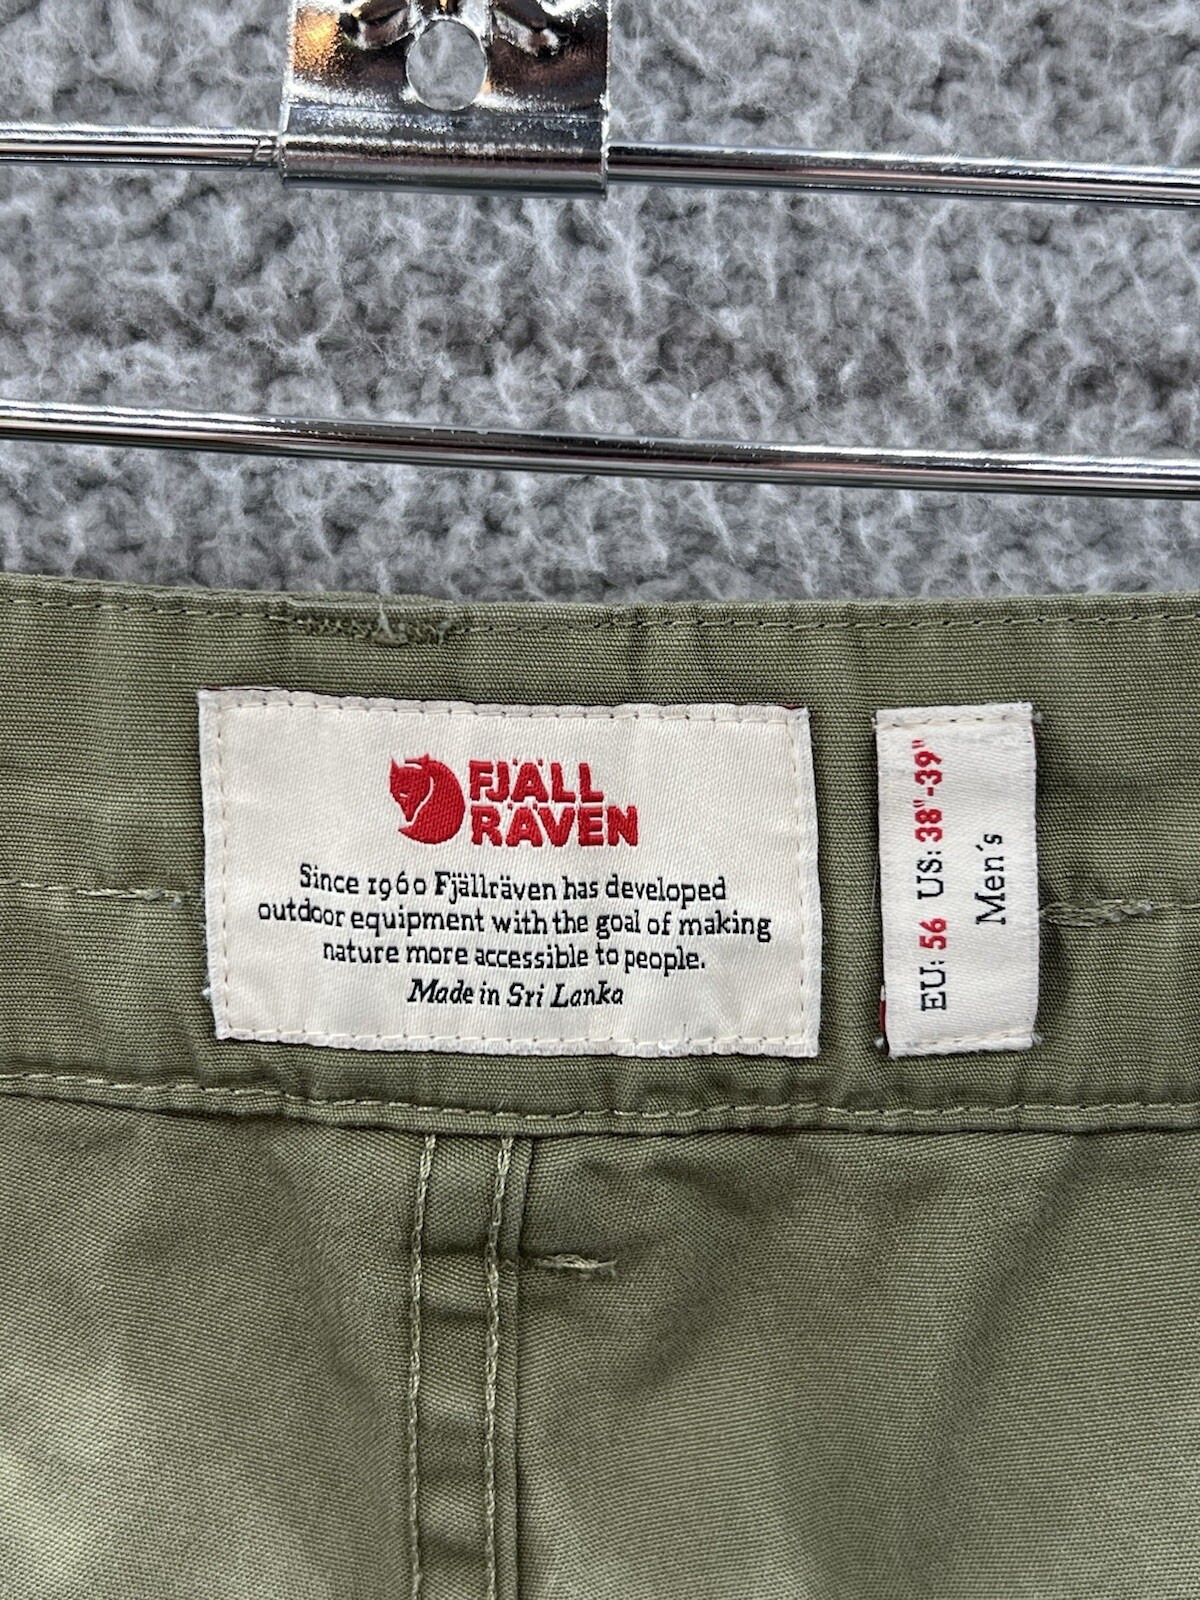 FJÄLL
RÄVEN
Since 1960 Fjällräven has developed
outdoor equipment with the goal of making
nature more accessible to people.
Made in Sri Lanka
EU: 56 US: 38"-39"
Men's